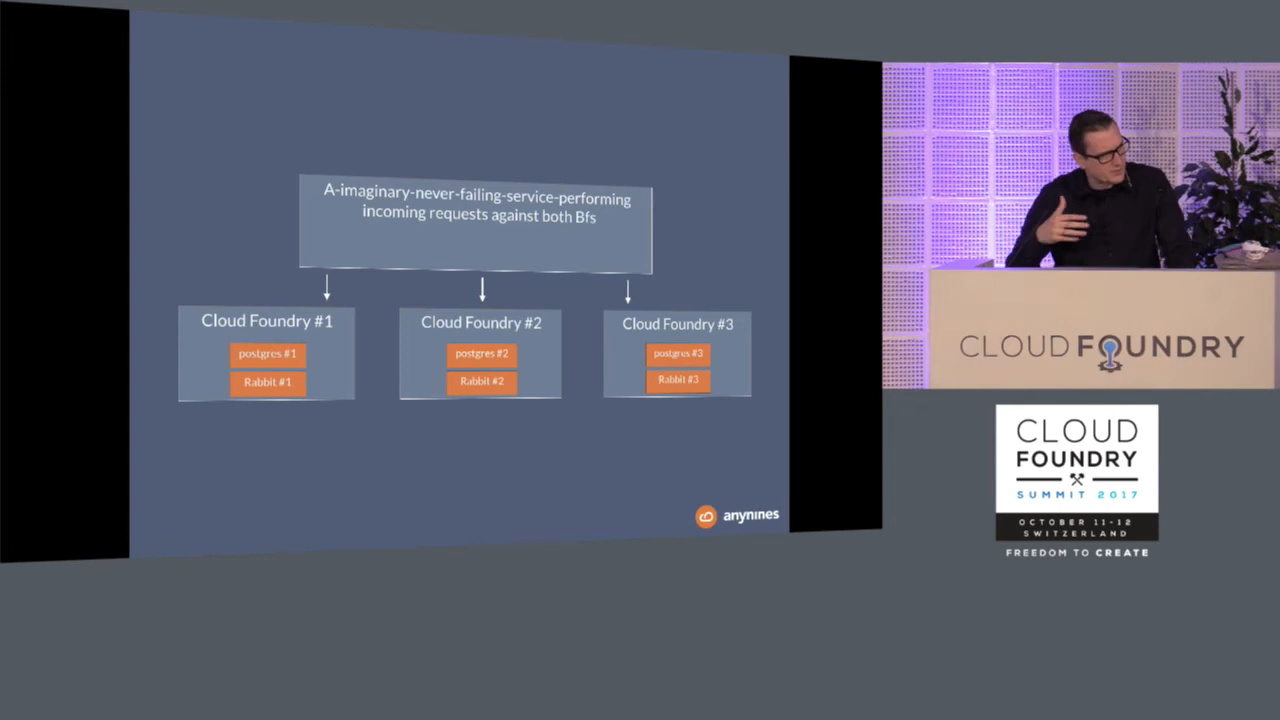 A-imaginary-never-failing-service-performing
incoming requests against both Bfs
Cloud Foundry #1
postgres #1
Rabbit #1
Cloud Foundry #2
postgres #2
Rabbit #2
Cloud Foundry #3
postgres #3
Rabbit #3
anynines
CLOUD FOUNDRY
CLOUD
FOUNDRY
SUMMIT 2017
OCTOBER 11-12
SWITZERLAND
FREEDOM TO CREATE